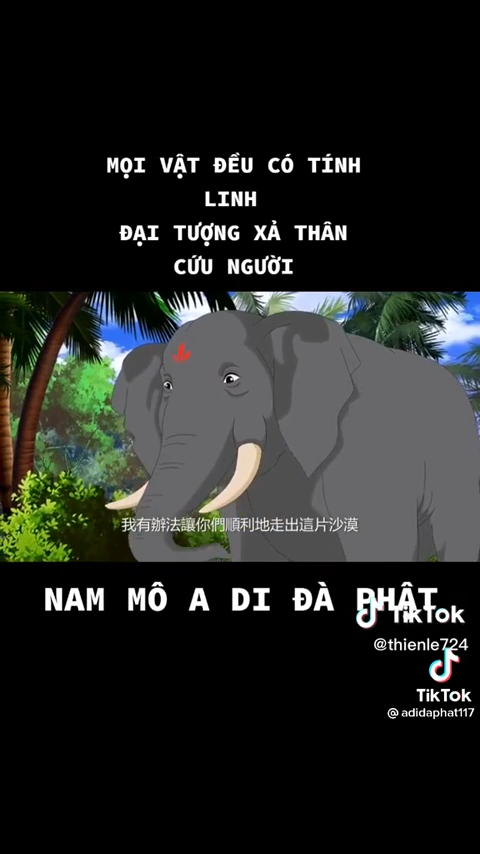 MỌI VẬT ĐỀU CÓ TÍNH
LINH
ĐẠI TƯỢNG XẢ THÂN
CỨU NGƯỜI
我有辦法讓你們順利地走出這片沙漠
NAM MÔ A DI ĐÀ PHẬT
TikTok
@thienle724
TikTok
@adidaphat117